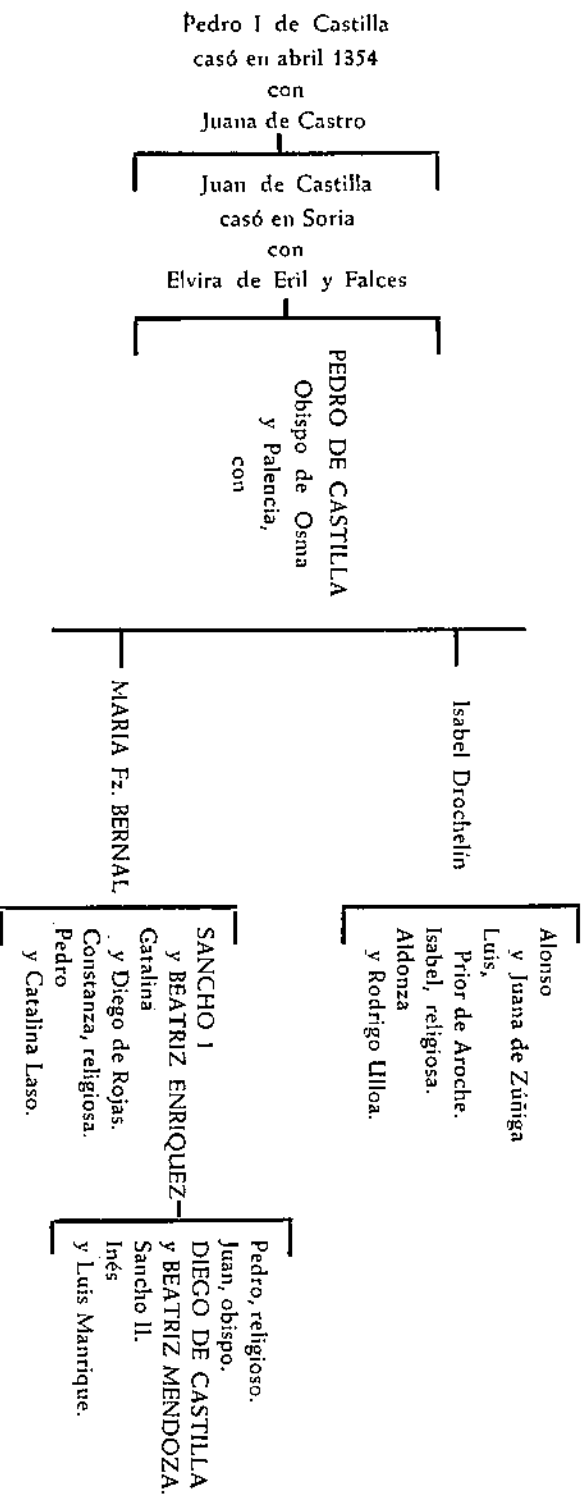 Pedro I de Castilla
casó en abril 1354
con
Juana de Castro
Juan de Castilla
casó en Soria
con
Elvira de Eril y Falces
PEDRO DE CASTILLA
Obispo de Osma
y Palencia,
con
Isabel Drochelin
Alonso
y Juana de Zúñiga
Luis,
Prior de Aroche.
Isabel, religiosa.
Aldonza
y Rodrigo Ulloa.
MARIA Fz. BERNAL
SANCHO I
y BEATRIZ ENRIQUEZ
Catalina
y Diego de Rojas.
Constanza, religiosa.
Pedro
y Catalina Laso.
Pedro, religioso.
Juan, obispo.
DIEGO DE CASTILLA
y BEATRIZ MENDOZA.
Sancho II.
Inés
y Luis Manrique.